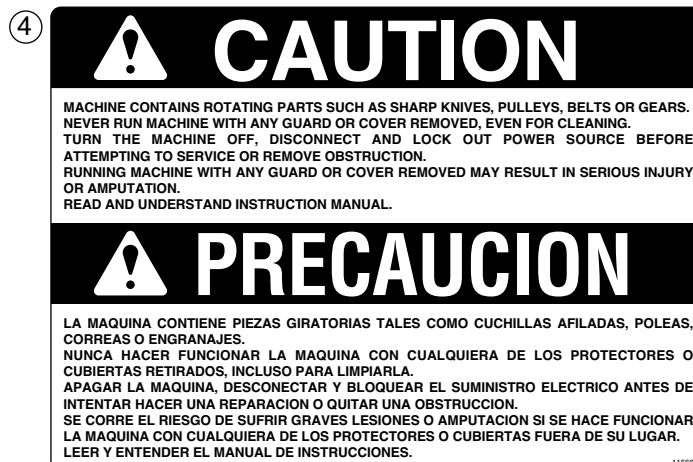 4
CAUTION
MACHINE CONTAINS ROTATING PARTS SUCH AS SHARP KNIVES, PULLEYS, BELTS OR GEARS.
NEVER RUN MACHINE WITH ANY GUARD OR COVER REMOVED, EVEN FOR CLEANING.
TURN THE MACHINE OFF, DISCONNECT AND LOCK OUT POWER SOURCE BEFORE
ATTEMPTING TO SERVICE OR REMOVE OBSTRUCTION.
RUNNING MACHINE WITH ANY GUARD OR COVER REMOVED MAY RESULT IN SERIOUS INJURY
OR AMPUTATION.
READ AND UNDERSTAND INSTRUCTION MANUAL.
PRECAUCION
LA MAQUINA CONTIENE PIEZAS GIRATORIAS TALES COMO CUCHILLAS AFILADAS, POLEAS,
CORREAS O ENGRANAJES.
NUNCA HACER FUNCIONAR LA MAQUINA CON CUALQUIERA DE LOS PROTECTORES O
CUBIERTAS RETIRADOS, INCLUSO PARA LIMPIARLA.
APAGAR LA MAQUINA, DESCONECTAR Y BLOQUEAR EL SUMINISTRO ELECTRICO ANTES DE
INTENTAR HACER UNA REPARACION O QUITAR UNA OBSTRUCCION.
SE CORRE EL RIESGO DE SUFRIR GRAVES LESIONES O AMPUTACION SI SE HACE FUNCIONAR
LA MAQUINA CON CUALQUIERA DE LOS PROTECTORES O CUBIERTAS FUERA DE SU LUGAR.
LEER Y ENTENDER EL MANUAL DE INSTRUCCIONES.